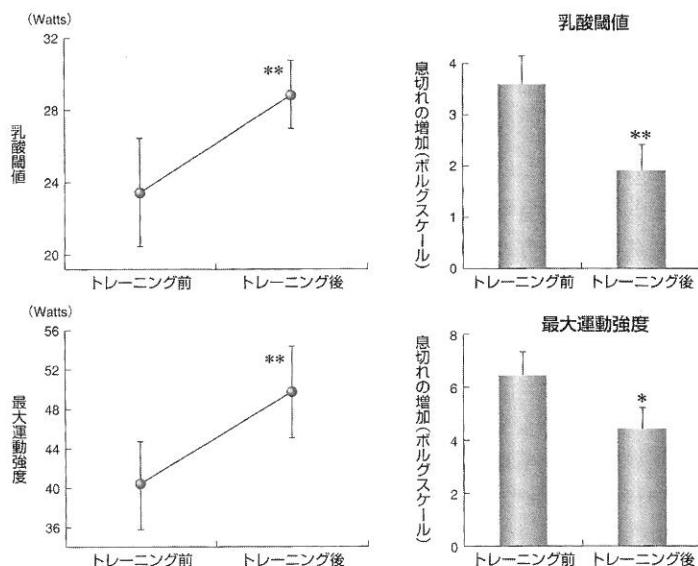 (Watts)
32
28
24
20
乳酸閾値
**
トレーニング前
トレーニング後
乳酸閾値
息切れの増加(ボルグスケール)
4
3
2
1
0
**
トレーニング前
トレーニング後
(Watts)
56
52
48
44
40
36
最大運動強度
**
トレーニング前
トレーニング後
最大運動強度
息切れの増加(ボルグスケール)
8
6
4
2
0
*
トレーニング前
トレーニング後